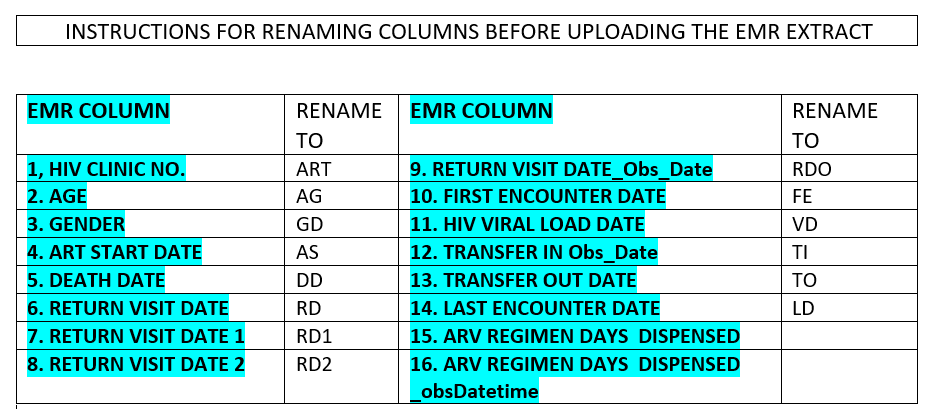 INSTRUCTIONS FOR RENAMING COLUMNS BEFORE UPLOADING THE EMR EXTRACT
EMR COLUMN RENAME TO EMR COLUMN RENAME TO
1, HIV CLINIC NO. ART 9. RETURN VISIT DATE_Obs_Date RDO
2. AGE AG 10. FIRST ENCOUNTER DATE FE
3. GENDER GD 11. HIV VIRAL LOAD DATE VD
4. ART START DATE AS 12. TRANSFER IN Obs_Date TI
5. DEATH DATE DD 13. TRANSFER OUT DATE TO
6. RETURN VISIT DATE RD 14. LAST ENCOUNTER DATE LD
7. RETURN VISIT DATE 1 RD1 15. ARV REGIMEN DAYS  DISPENSED
8. RETURN VISIT DATE 2 RD2 16. ARV REGIMEN DAYS  DISPENSED
_obsDatetime